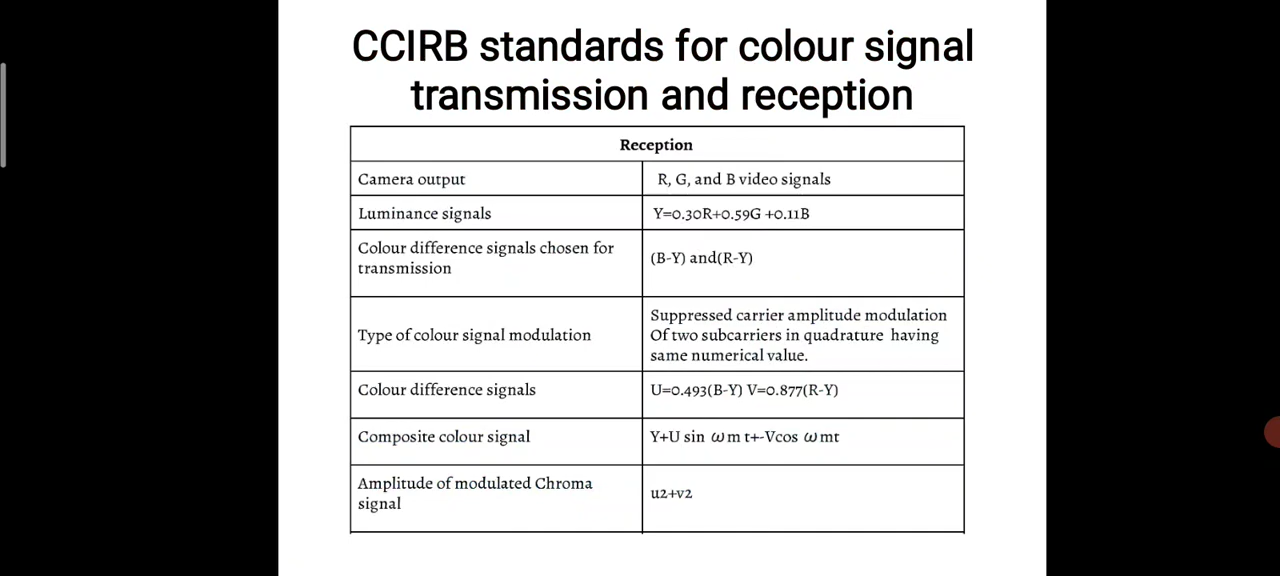 CCIRB standards for colour signal
transmission and reception
Reception
Camera output
R, G, and B video signals
Luminance signals
Y=0.30R+0.59G +0.11B
Colour difference signals chosen for
transmission
(B-Y) and(R-Y)
Type of colour signal modulation
Suppressed carrier amplitude modulation
Of two subcarriers in quadrature having
same numerical value.
Colour difference signals
U=0.493(B-Y) V=0.877(R-Y)
Composite colour signal
Y+U sin ωm t+-Vcos ωmt
Amplitude of modulated Chroma
signal
u2+v2